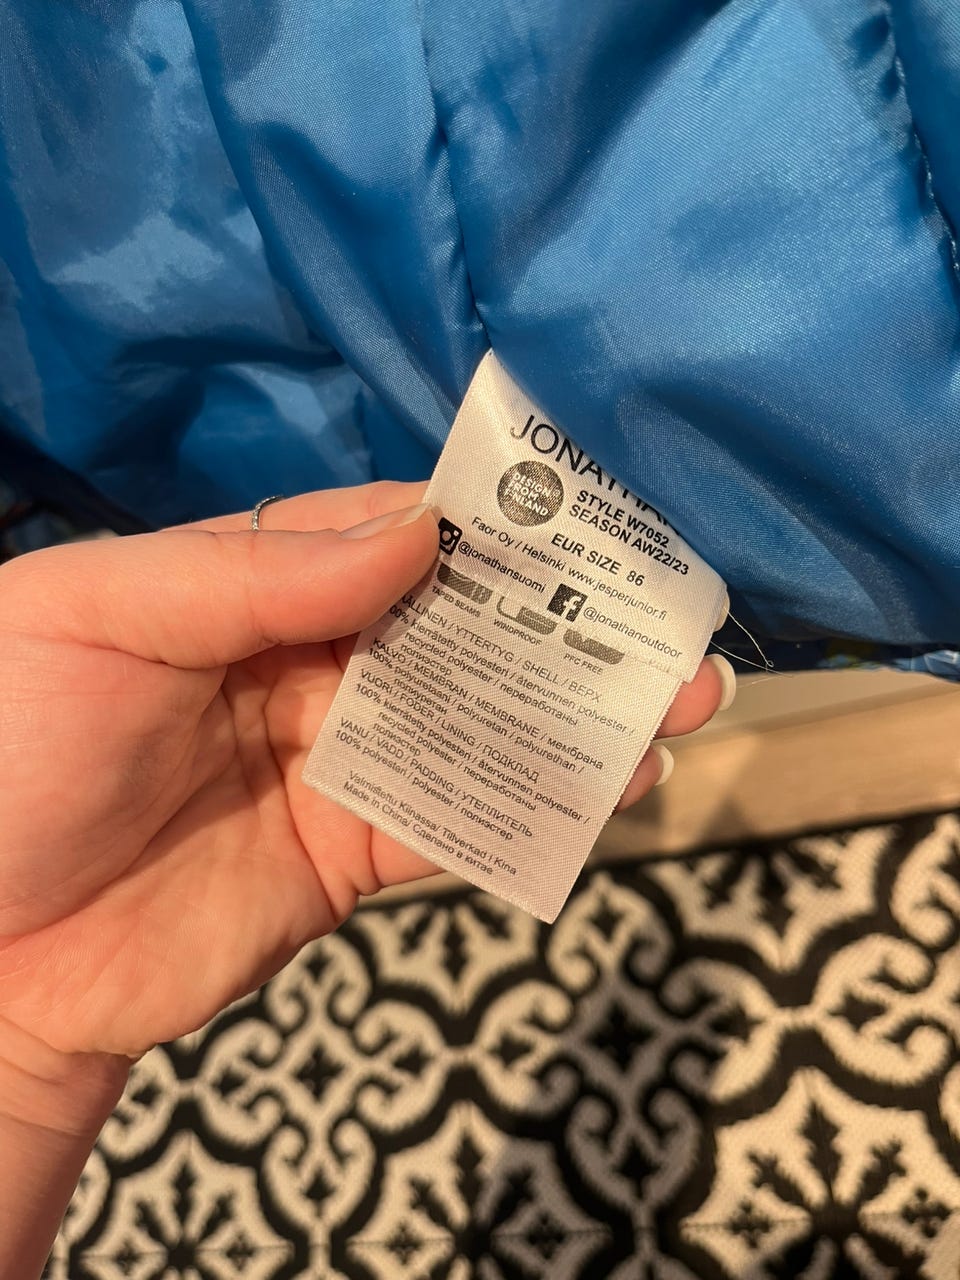 JONATHAN
DESIGN
FROM
FINLAND
STYLE W7052
SEASON AW22/23
EUR SIZE 86
Faor Oy / Helsinki www.jesperjunior.fi
@jonathansuomi @jonathanoutdoor
TAPED SEAMS WINDPROOF PFC FREE
PÄÄLLINEN / YTTERTYG / SHELL / ВЕРХ
100% kierrätetty polyesteri / återvunnen polyester /
recycled polyester / переработаны
полиэстер
KALVO / MEMBRAN / MEMBRANE / мембрана
100% polyuretaani / polyuretan / polyurethan /
полиуретан
VUORI / FODER / LINING / ПОДКЛАД
100% kierrätetty polyesteri / återvunnen polyester /
recycled polyester / переработаны
полиэстер
VANU / VADD / PADDING / УТЕПЛИТЕЛЬ
100% polyesteri / polyester / полиэстер
Valmistettu Kiinassa/ Tillverkad i Kina
Made in China/ Сделано в китае